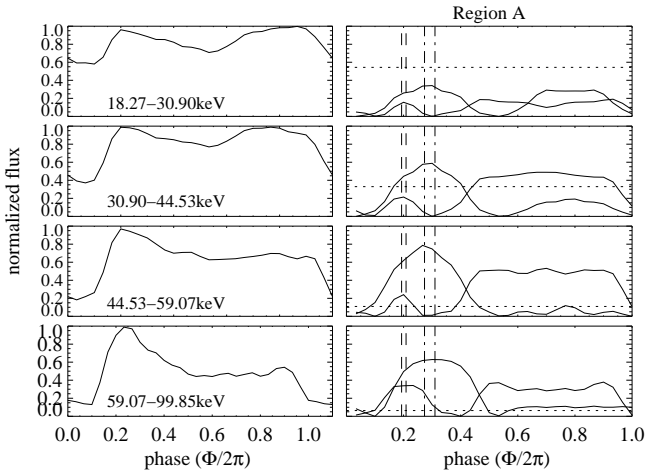 Region A
1.0
0.8
0.6
0.4
0.2
0.0
18.27−30.90keV
1.0
0.8
0.6
0.4
0.2
0.0
30.90−44.53keV
1.0
0.8
0.6
0.4
0.2
0.0
44.53−59.07keV
1.0
0.8
0.6
0.4
0.2
0.0
59.07−99.85keV
normalized flux
0.0 0.2 0.4 0.6 0.8 1.0
0.2 0.4 0.6 0.8 1.0
phase (Φ/2π)
phase (Φ/2π)